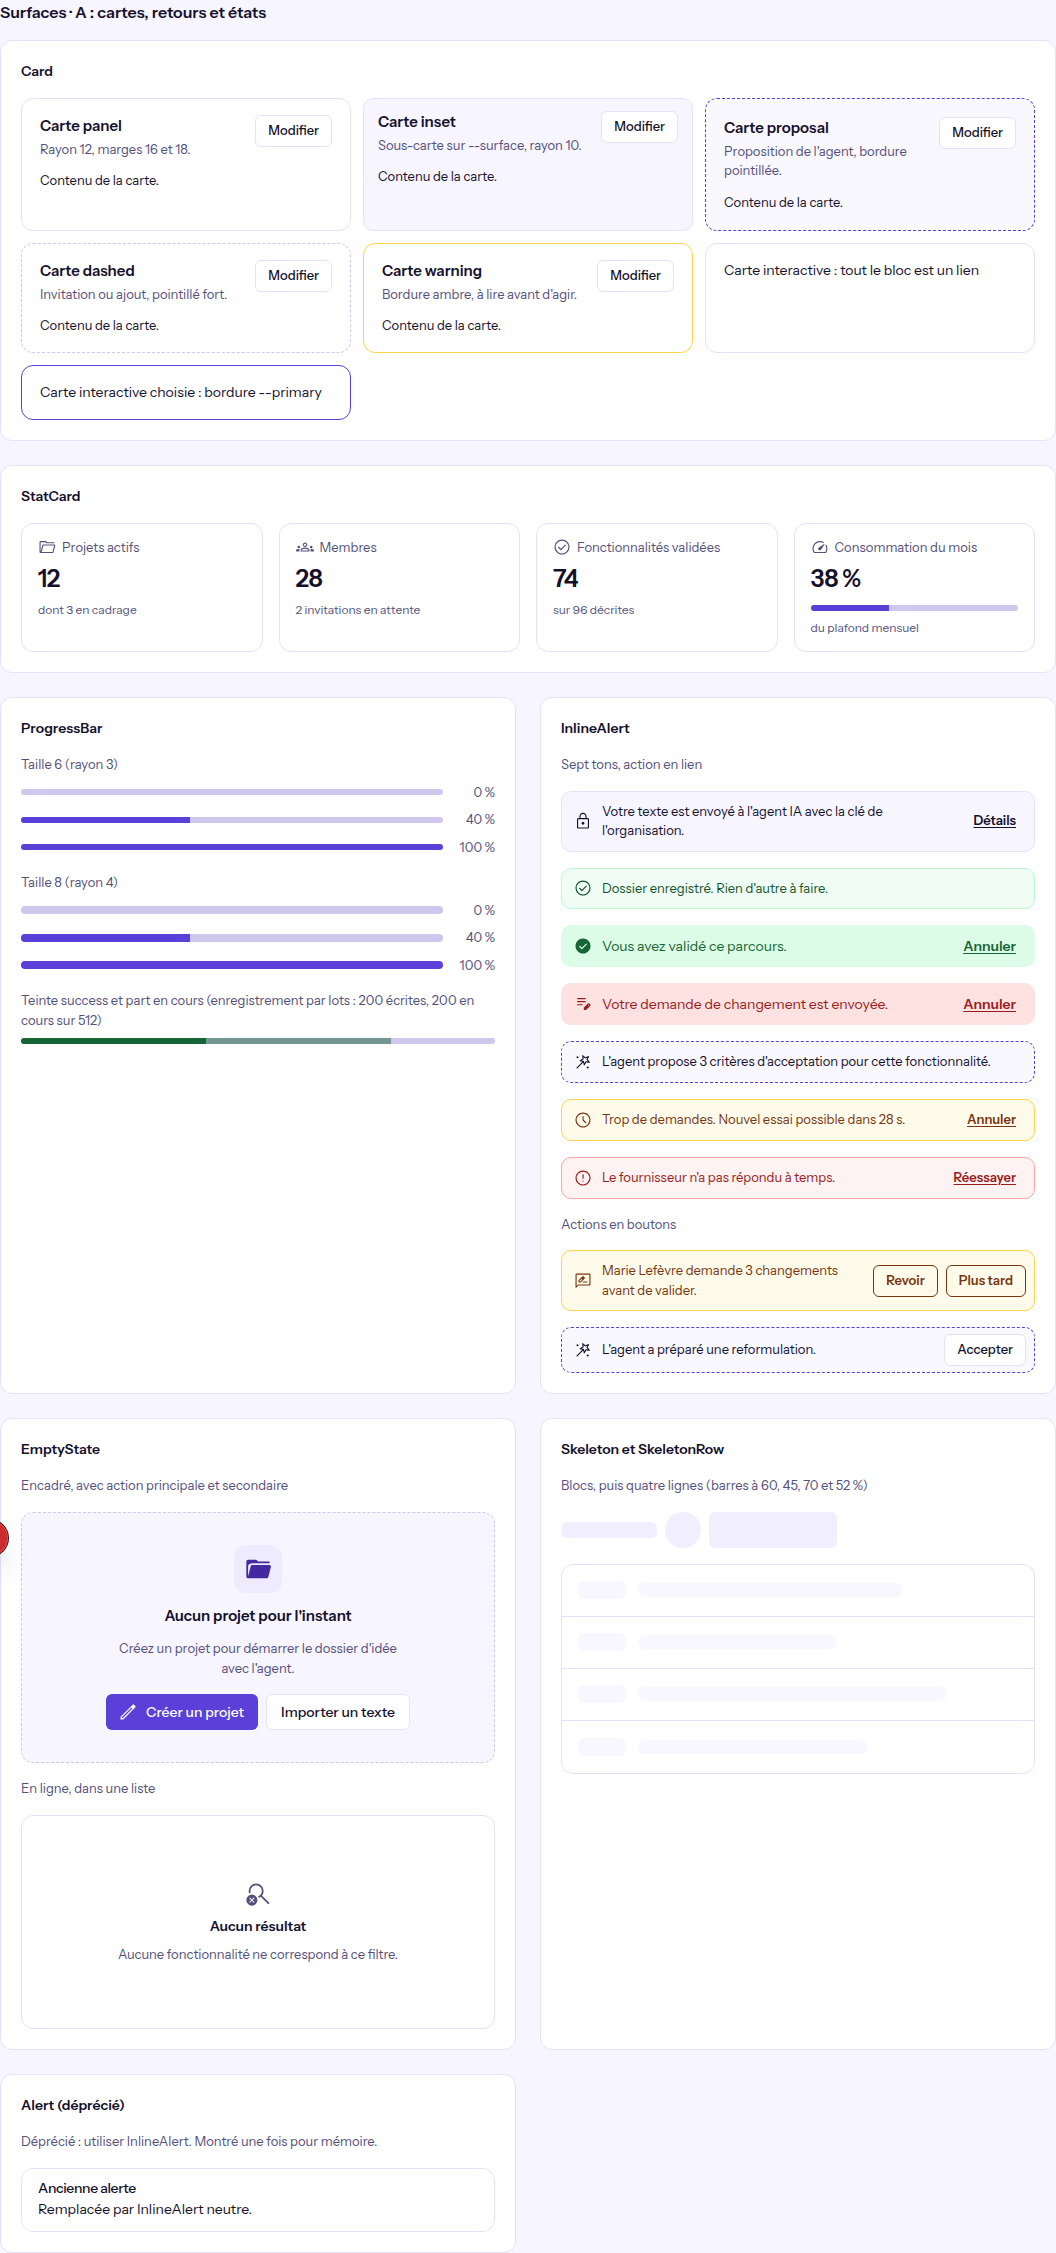 Surfaces · A : cartes, retours et états
Card
Carte panel
Modifier
Rayon 12, marges 16 et 18.
Contenu de la carte.
Carte inset
Modifier
Sous-carte sur --surface, rayon 10.
Contenu de la carte.
Carte proposal
Modifier
Proposition de l'agent, bordure
pointillée.
Contenu de la carte.
Carte dashed
Modifier
Invitation ou ajout, pointillé fort.
Contenu de la carte.
Carte warning
Modifier
Bordure ambre, à lire avant d'agir.
Contenu de la carte.
Carte interactive : tout le bloc est un lien
Carte interactive choisie : bordure --primary
StatCard
Projets actifs
12
dont 3 en cadrage
Membres
28
2 invitations en attente
Fonctionnalités validées
74
sur 96 décrites
Consommation du mois
38 %
du plafond mensuel
ProgressBar
Taille 6 (rayon 3)
0 %
40 %
100 %
Taille 8 (rayon 4)
0 %
40 %
100 %
Teinte success et part en cours (enregistrement par lots : 200 écrites, 200 en
cours sur 512)
InlineAlert
Sept tons, action en lien
Votre texte est envoyé à l'agent IA avec la clé de
l'organisation.
Détails
Dossier enregistré. Rien d'autre à faire.
Vous avez validé ce parcours.
Annuler
Votre demande de changement est envoyée.
Annuler
L'agent propose 3 critères d'acceptation pour cette fonctionnalité.
Trop de demandes. Nouvel essai possible dans 28 s.
Annuler
Le fournisseur n'a pas répondu à temps.
Réessayer
Actions en boutons
Marie Lefèvre demande 3 changements
avant de valider.
Revoir
Plus tard
L'agent a préparé une reformulation.
Accepter
EmptyState
Encadré, avec action principale et secondaire
Aucun projet pour l'instant
Créez un projet pour démarrer le dossier d'idée
avec l'agent.
Créer un projet
Importer un texte
En ligne, dans une liste
Aucun résultat
Aucune fonctionnalité ne correspond à ce filtre.
Skeleton et SkeletonRow
Blocs, puis quatre lignes (barres à 60, 45, 70 et 52 %)
Alert (déprécié)
Déprécié : utiliser InlineAlert. Montré une fois pour mémoire.
Ancienne alerte
Remplacée par InlineAlert neutre.